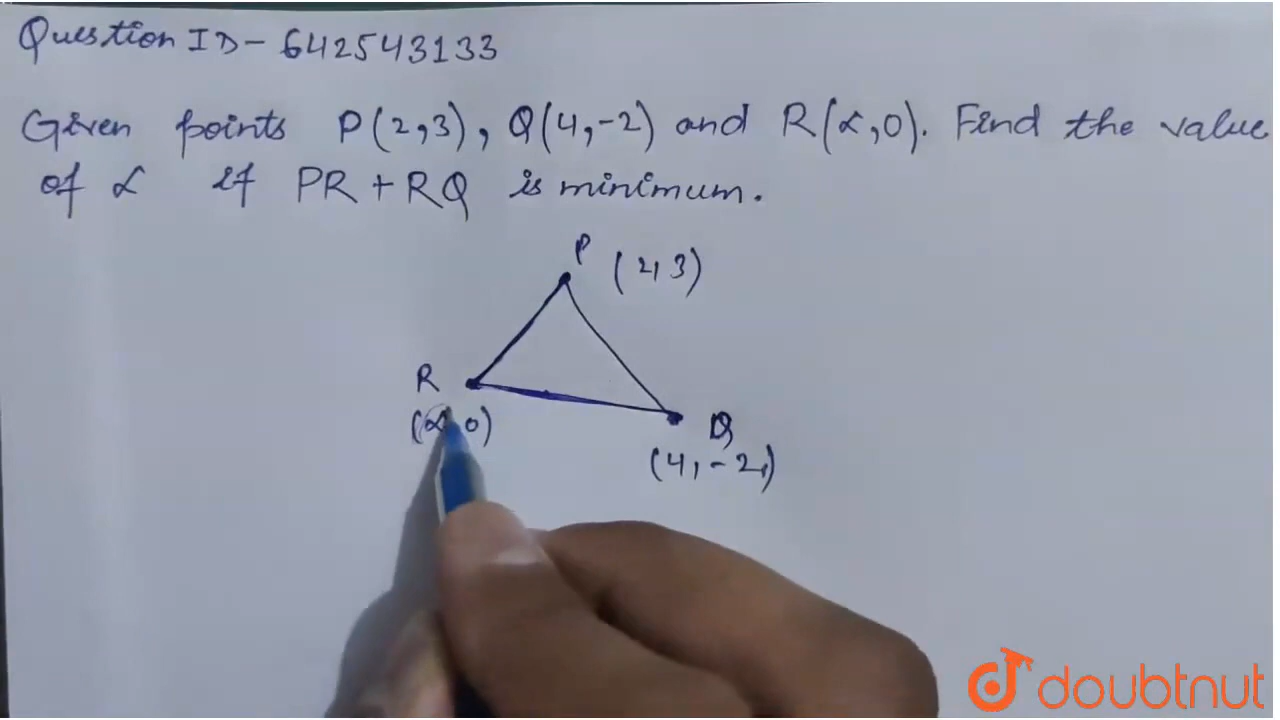 Question ID- 642543133
Given points P(2,3), Q(4,-2) and R(α,0). Find the value
of α if PR + RQ is minimum.
P (2,3)
R
(α,0)
Q
(4,-2)
doubtnut